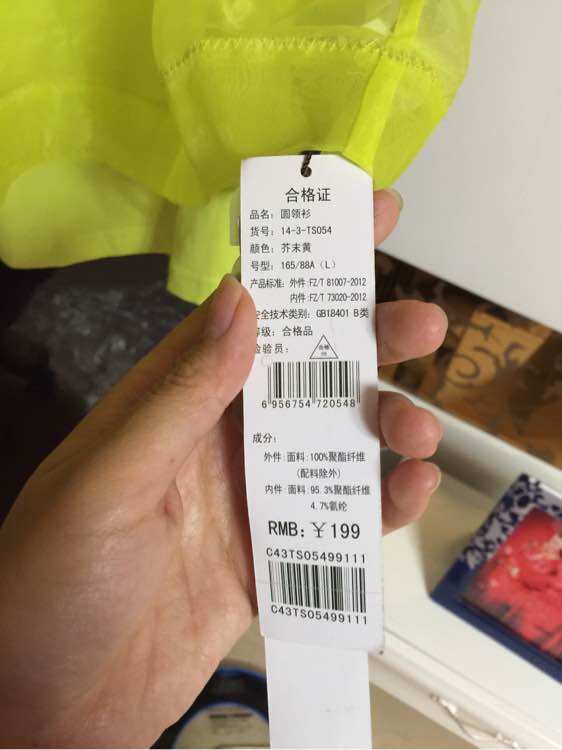 合格证
品名: 圆领衫
货号: 14-3-TS054
颜色: 芥末黄
号型: 165/88A (L)
产品标准: 外件:FZ/T 81007-2012
内件:FZ/T 73020-2012
安全技术类别: GB18401 B类
等级: 合格品
检验员:
合格
6 956754 720548
成分:
外件:面料:100%聚酯纤维
(配料除外)
内件:面料:95.3%聚酯纤维
4.7%氨纶
RMB: ¥ 199
C43TS05499111
C43TS05499111